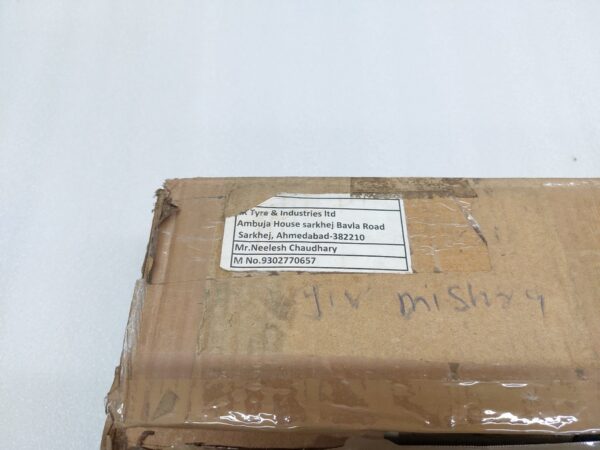 Tyre & Industries ltd
Ambuja House sarkhej Bavla Road
Sarkhej, Ahmedabad-382210
Mr.Neelesh Chaudhary
M No.9302770657
mishra